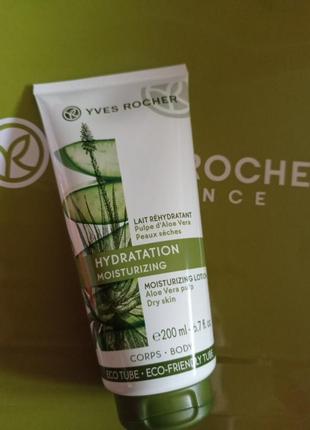 YVES ROCHER
ROCHER
NCE
LAIT RÉHYDRATANT
Pulpe d'Aloe Vera
Peaux sèches
HYDRATATION
MOISTURIZING
MOISTURIZING LOTION
Aloe Vera pulp
Dry skin
e200 ml - 6.7 fl. oz
CORPS • BODY
ECO TUBE • ECO-FRIENDLY TUBE